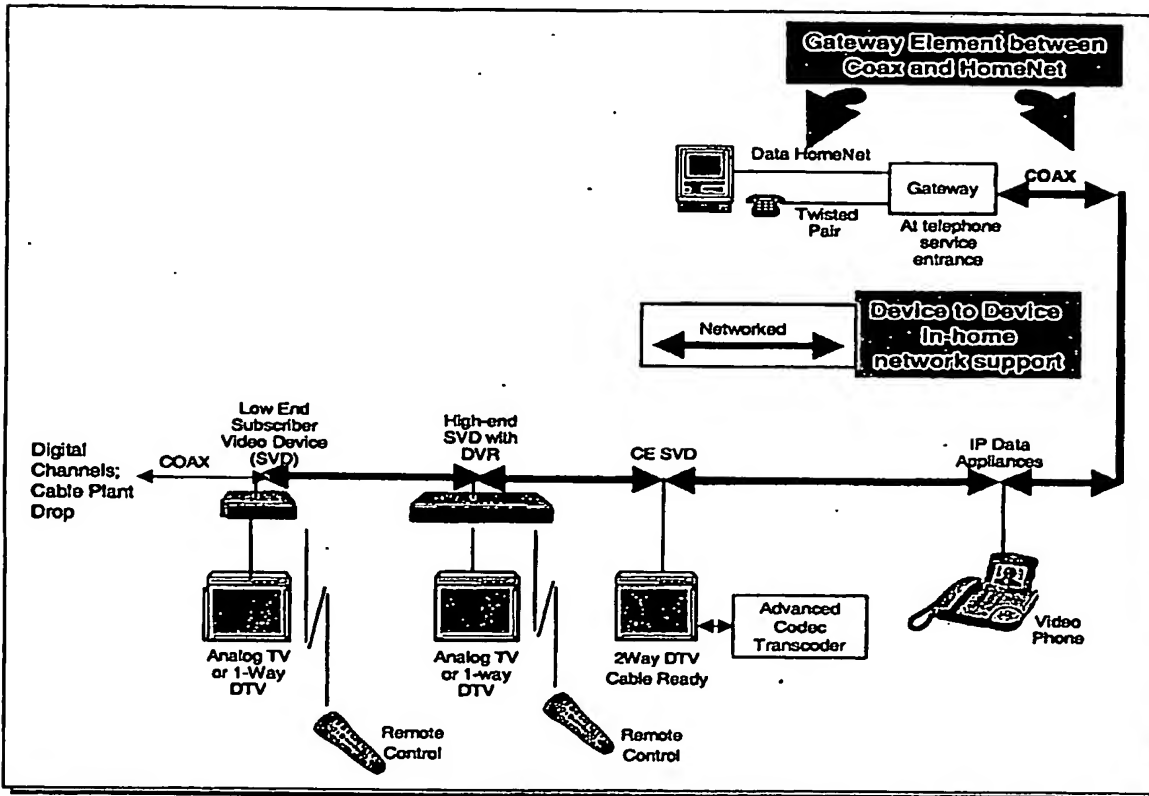 Gateway Element between
Coax and HomeNet
Data HomeNet
COAX
Gateway
Twisted
Pair
At telephone
service
entrance
Networked
Device to Device
In-home
network support
Low End
Subscriber
Video Device
(SVD)
High-end
SVD with
DVR
CE SVD
IP Data
Appliances
Digital
Channels;
Cable Plant
Drop
COAX
Analog TV
or 1-Way
DTV
Analog TV
or 1-way
DTV
2Way DTV
Cable Ready
Advanced
Codec
Transcoder
Video
Phone
Remote
Control
Remote
Control